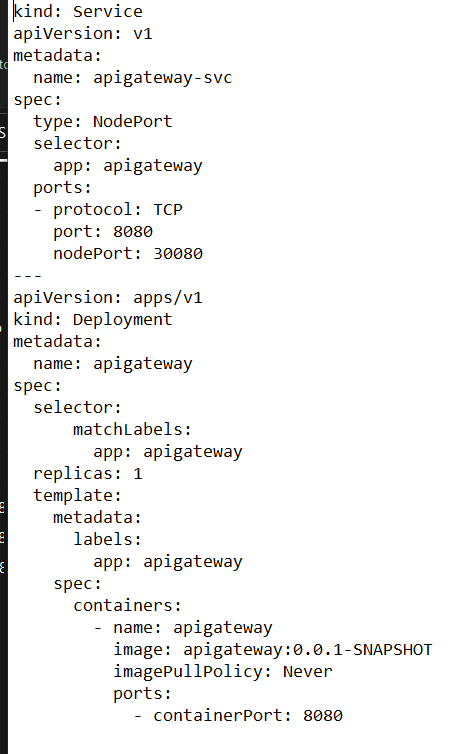 kind: Service
apiVersion: v1
metadata:
  name: apigateway-svc
spec:
  type: NodePort
  selector:
    app: apigateway
  ports:
  - protocol: TCP
    port: 8080
    nodePort: 30080
---
apiVersion: apps/v1
kind: Deployment
metadata:
  name: apigateway
spec:
  selector:
      matchLabels:
        app: apigateway
  replicas: 1
  template:
    metadata:
      labels:
        app: apigateway
    spec:
      containers:
        - name: apigateway
          image: apigateway:0.0.1-SNAPSHOT
          imagePullPolicy: Never
          ports:
            - containerPort: 8080